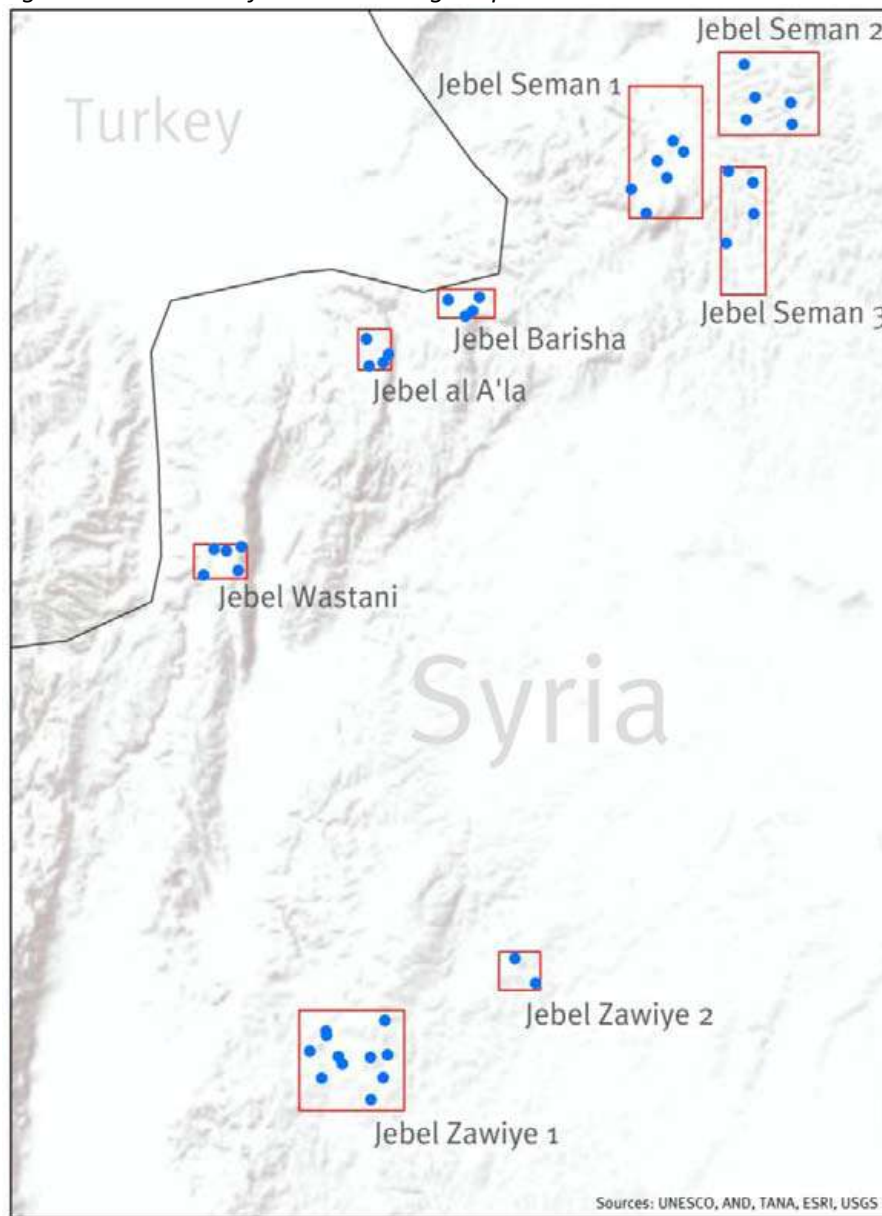 Jebel Seman 2
Jebel Seman 1
Turkey
Jebel Seman 3
Jebel Barisha
Jebel al A'la
Jebel Wastani
Syria
Jebel Zawiye 2
Jebel Zawiye 1
Sources: UNESCO, AND, TANA, ESRI, USGS